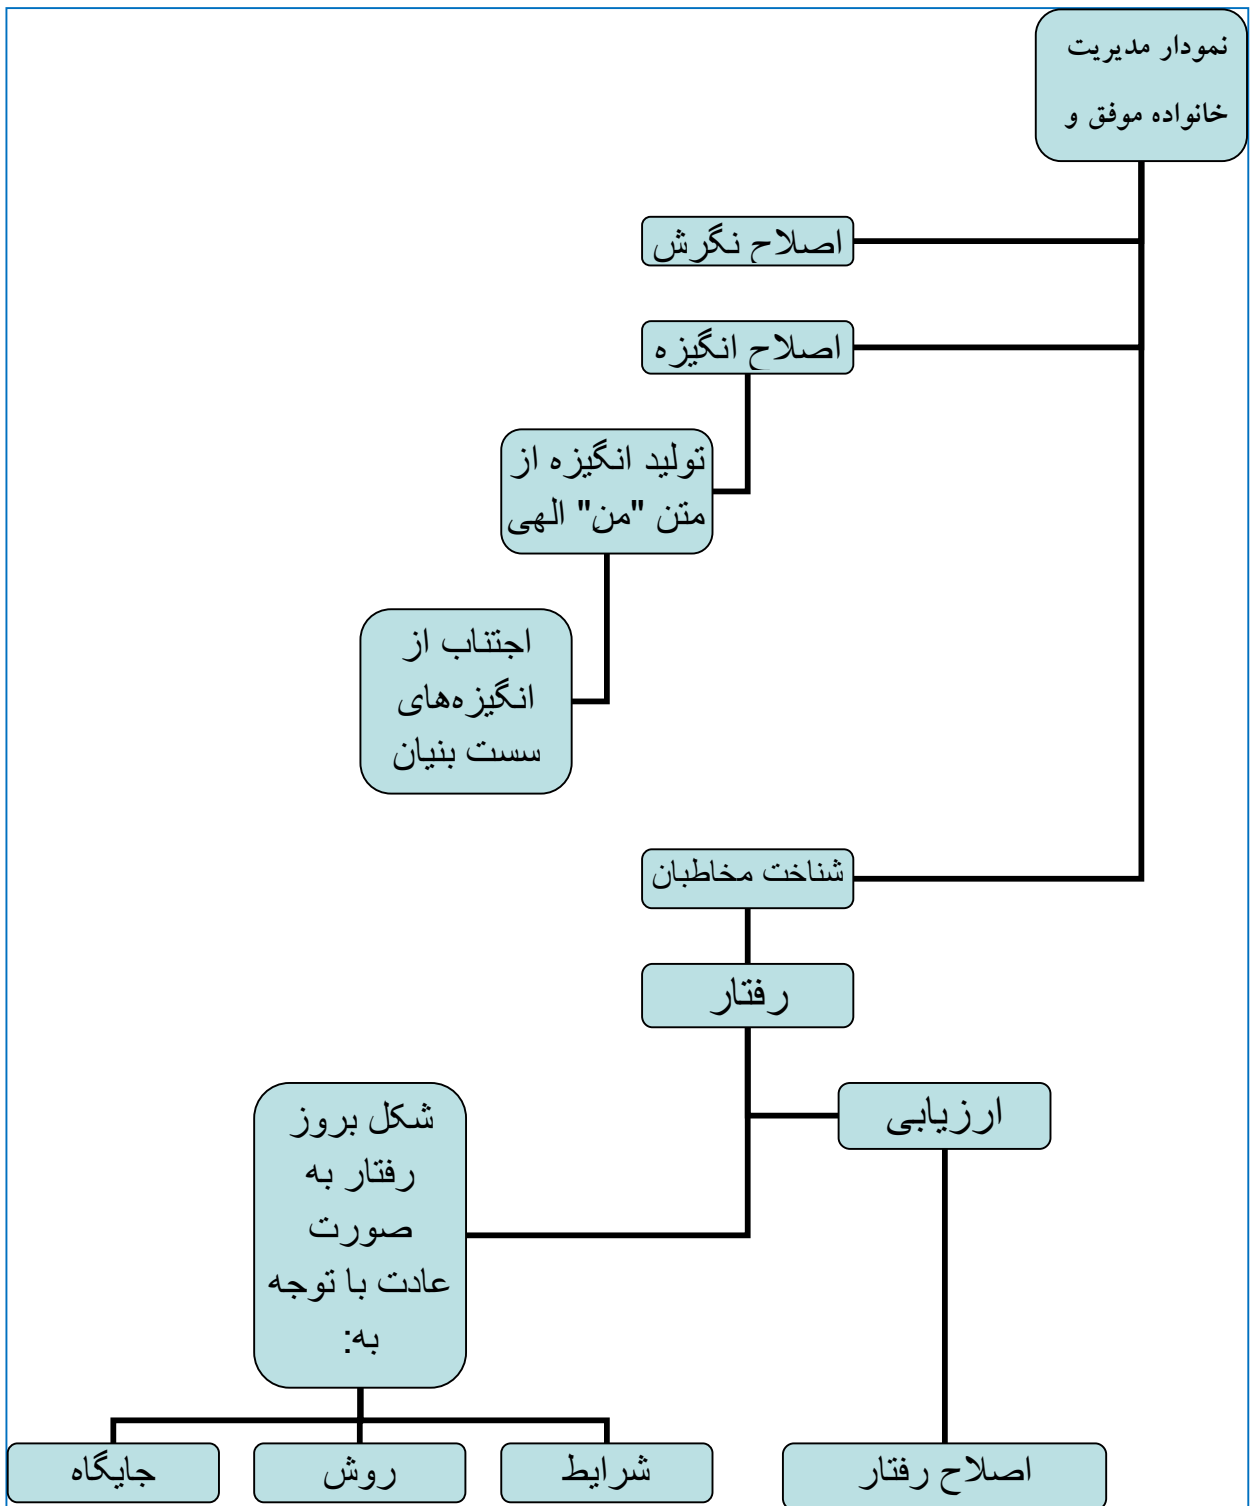 نمودار مدیریت
خانواده موفق و
اصلاح نگرش
اصلاح انگیزه
تولید انگیزه از
متن "منِ" الهی
اجتناب از
انگیزه‌های
سست بنیان
شناخت مخاطبان
رفتار
ارزیابی
شکل بروز
رفتار به
صورت
عادت با توجه
به:
اصلاح رفتار
شرایط
روش
جایگاه